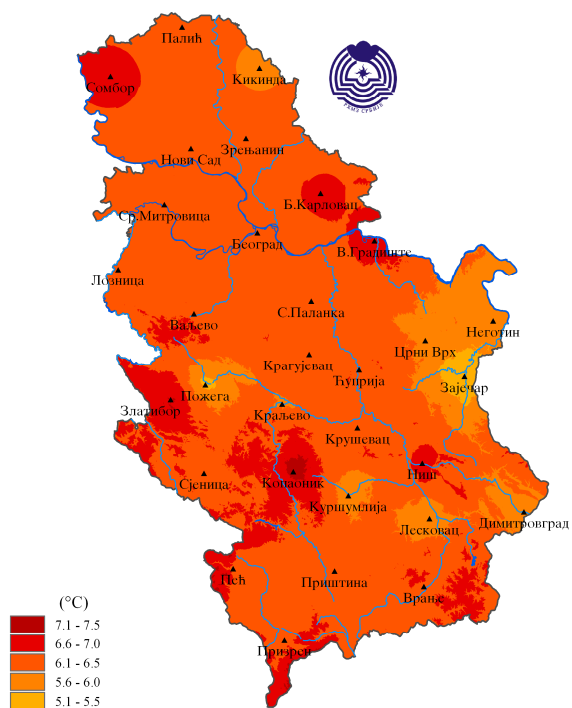 Палић
Кикинда
Сомбор
РХМЗ СРБИЈЕ
Зрењанин
Нови Сад
Б.Карловац
Ср.Митровица
Београд
В.Градиште
Лозница
С.Паланка
Ваљево
Неготин
Црни Врх
Крагујевац
Ћуприја
Зајечар
Пожега
Златибор
Краљево
Крушевац
Ниш
Копаоник
Сјеница
Куршумлија
Димитровград
Лесковац
Пећ
Приштина
Врање
Призрен
(°C)
7.1 - 7.5
6.6 - 7.0
6.1 - 6.5
5.6 - 6.0
5.1 - 5.5